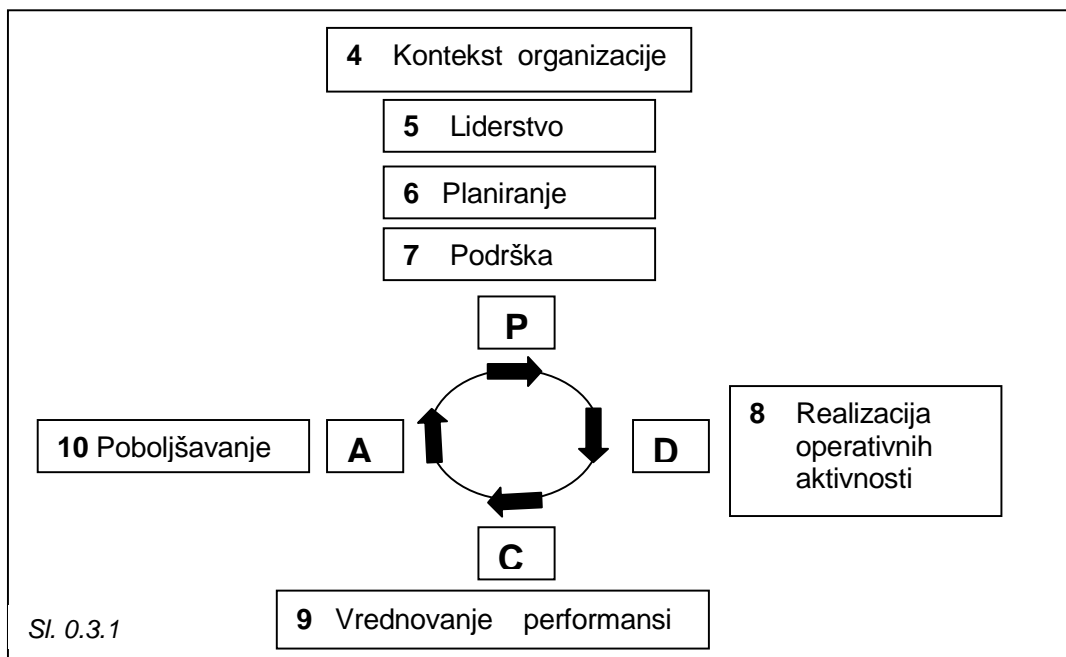 4 Kontekst organizacije
5 Liderstvo
6 Planiranje
7 Podrška
P
10 Poboljšavanje
A
D
8 Realizacija
operativnih
aktivnosti
C
9 Vrednovanje performansi
Sl. 0.3.1